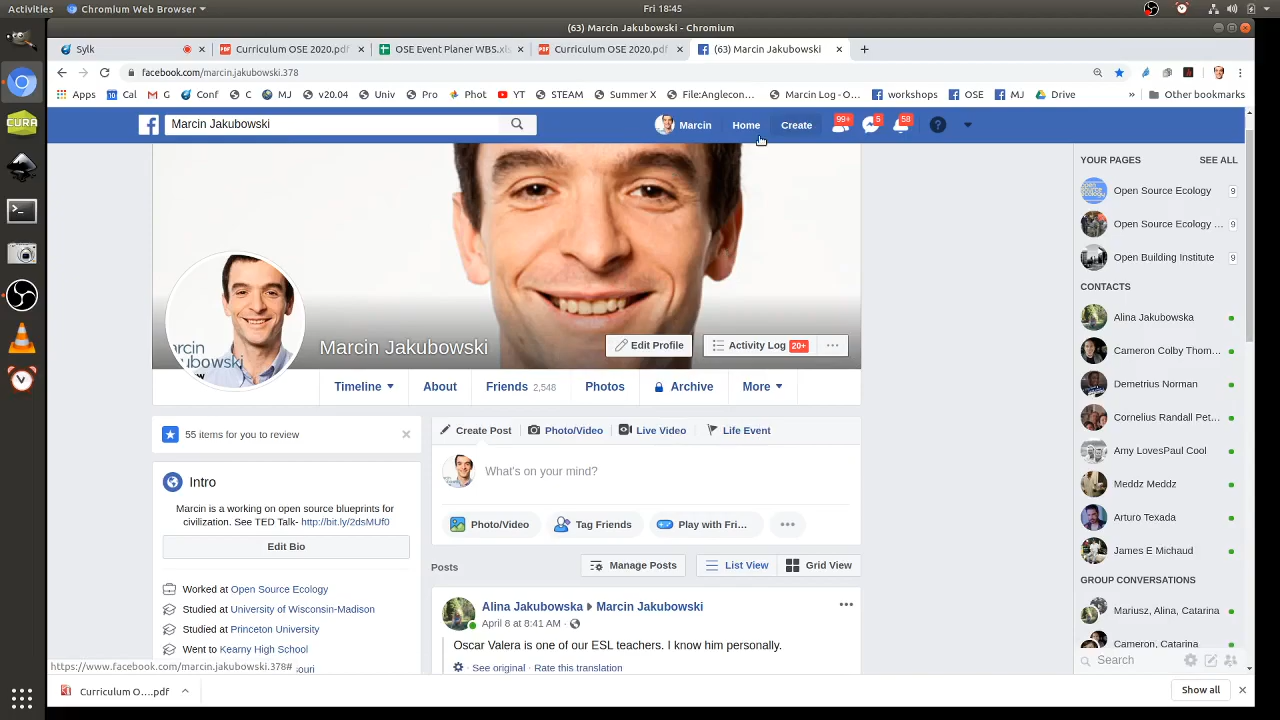 Activities Chromium Web Browser Fri 18:45
(63) Marcin Jakubowski - Chromium
Sylk Curriculum OSE 2020.pdf OSE Event Planer WBS.xls Curriculum OSE 2020.pdf (63) Marcin Jakubowski
facebook.com/marcin.jakubowski.378
Apps Cal G Conf C MJ v20.04 Univ Pro Phot YT STEAM Summer X File:Anglecon... Marcin Log - O... workshops OSE MJ Drive » Other bookmarks
Marcin Jakubowski Marcin Home Create 99+ 5 58
CURA
YOUR PAGES SEE ALL
Open Source Ecology 9
Open Source Ecology ... 9
Open Building Institute 9
CONTACTS
Alina Jakubowska
Cameron Colby Thom...
Demetrius Norman
Cornelius Randall Pet...
Amy LovesPaul Cool
Meddz Meddz
Arturo Texada
James E Michaud
GROUP CONVERSATIONS
Mariusz, Alina, Catarina
Cameron, Catarina
Search
Marcin Jakubowski Edit Profile Activity Log 20+ ...
Timeline About Friends 2,548 Photos Archive More
55 items for you to review
Intro
Marcin is working on open source blueprints for
civilization. See TED Talk- http://bit.ly/2dsMUf0
Edit Bio
Worked at Open Source Ecology
Studied at University of Wisconsin-Madison
Studied at Princeton University
Went to Kearny High School
Create Post Photo/Video Live Video Life Event
What's on your mind?
Photo/Video Tag Friends Play with Fri... ...
Posts Manage Posts List View Grid View
Alina Jakubowska Marcin Jakubowski
April 8 at 8:41 AM ·
Oscar Valera is one of our ESL teachers. I know him personally.
See original · Rate this translation
https://www.facebook.com/marcin.jakubowski.378#
Curriculum O....pdf Show all